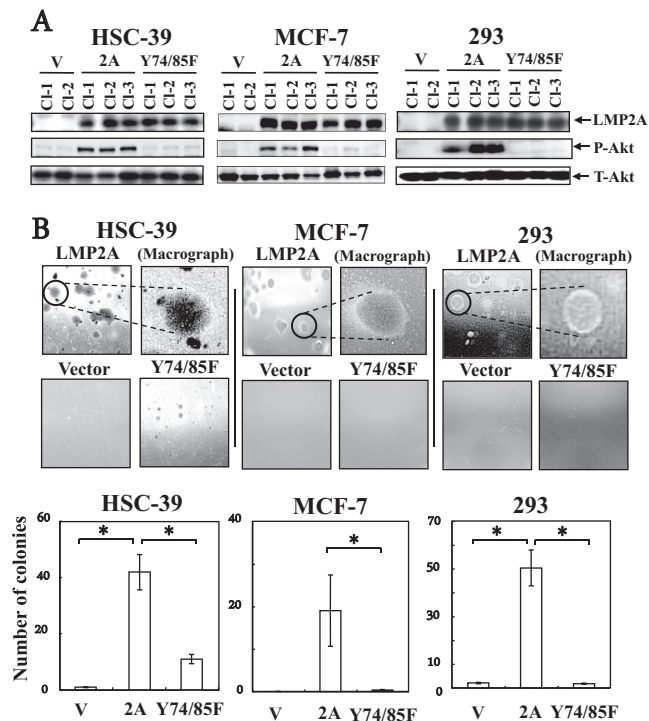 A
HSC-39 MCF-7 293
V 2A Y74/85F V 2A Y74/85F V 2A Y74/85F
Cl-1 Cl-2 Cl-1 Cl-2 Cl-3 Cl-1 Cl-2 Cl-3 Cl-1 Cl-2 Cl-1 Cl-2 Cl-3 Cl-1 Cl-2 Cl-3 Cl-1 Cl-2 Cl-1 Cl-2 Cl-3 Cl-1 Cl-2 Cl-3
LMP2A
P-Akt
T-Akt
B
HSC-39 MCF-7 293
LMP2A (Macrograph) LMP2A (Macrograph) LMP2A (Macrograph)
Vector Y74/85F Vector Y74/85F Vector Y74/85F
HSC-39 MCF-7 293
Number of colonies
60 40 20 0
* *
V 2A Y74/85F
40 20 0
*
V 2A Y74/85F
70 50 30 10 0
* *
V 2A Y74/85F